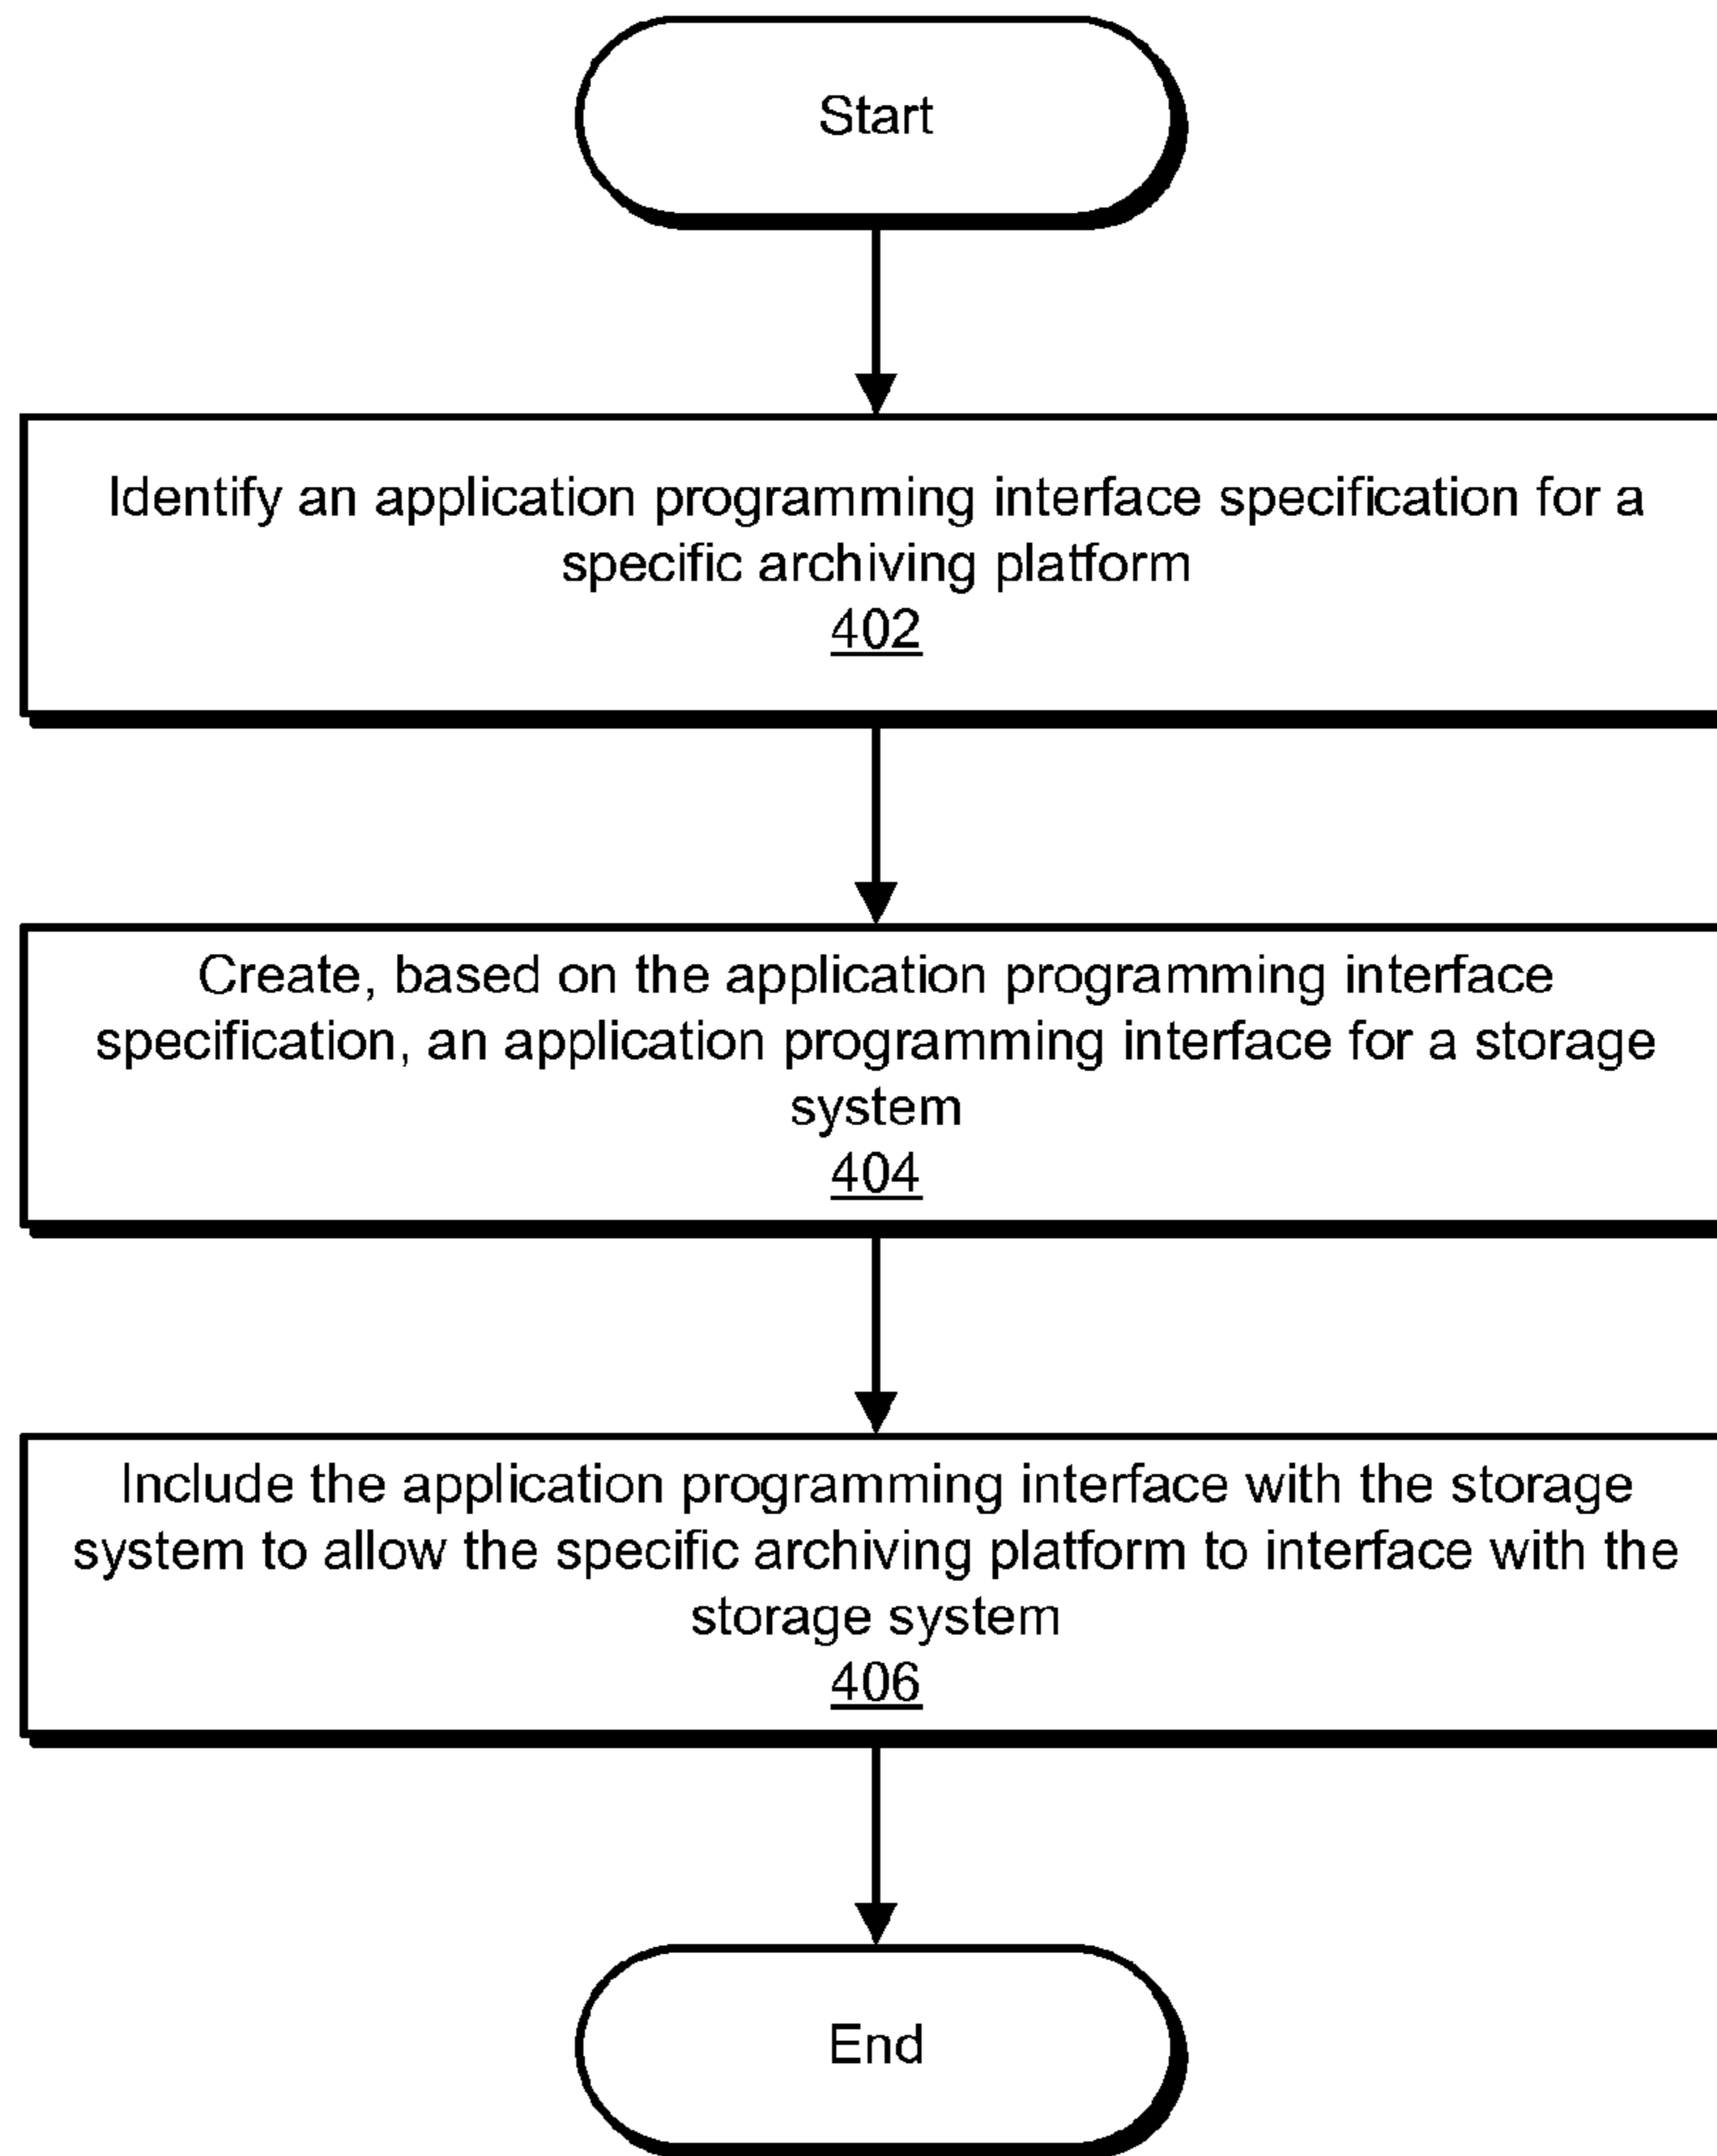 Start
Identify an application programming interface specification for a
specific archiving platform
402
Create, based on the application programming interface
specification, an application programming interface for a storage
system
404
Include the application programming interface with the storage
system to allow the specific archiving platform to interface with the
storage system
406
End